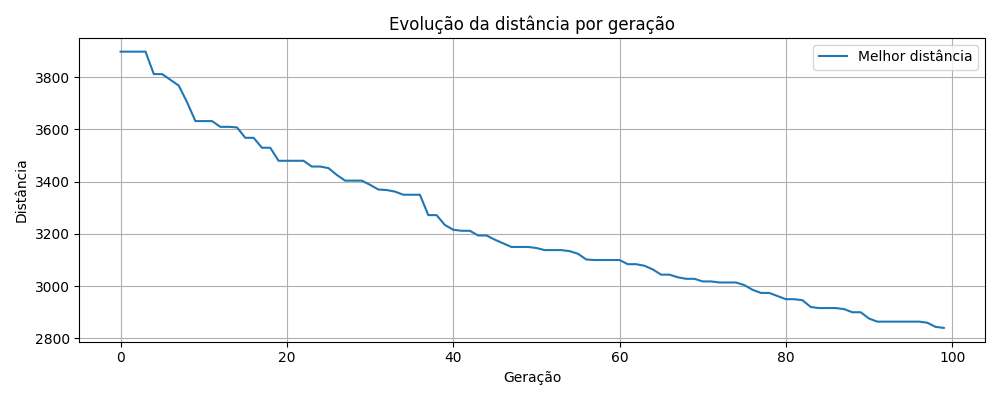 Evolução da distância por geração
Melhor distância
Distância
3800
3600
3400
3200
3000
2800
0 20 40 60 80 100
Geração